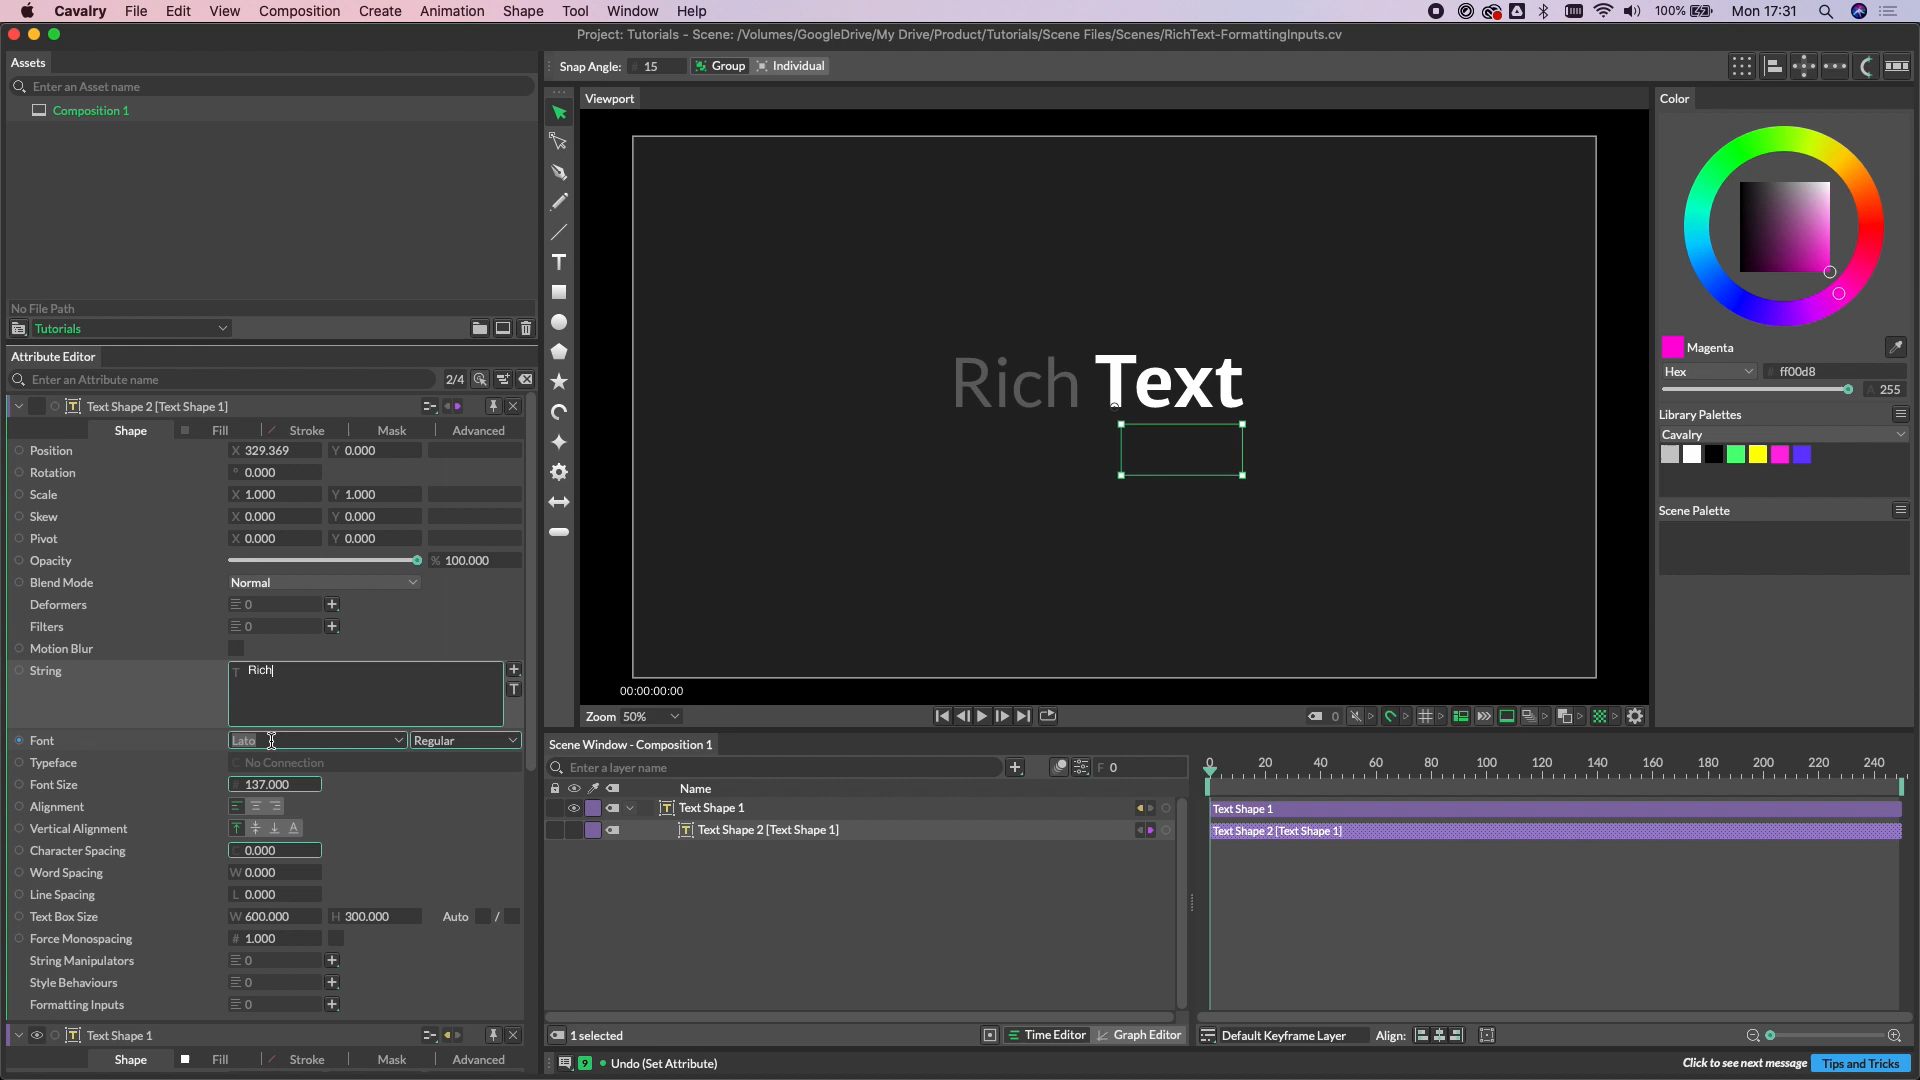 Cavalry File Edit View Composition Create Animation Shape Tool Window Help 100% Mon 17:31
Project: Tutorials - Scene: /Volumes/GoogleDrive/My Drive/Product/Tutorials/Scene Files/Scenes/RichText-FormattingInputs.cv
Assets
Enter an Asset name
Composition 1
No File Path
Tutorials
Attribute Editor
Enter an Attribute name 2/4
Text Shape 2 [Text Shape 1]
Shape Fill Stroke Mask Advanced
Position X 329.369 Y 0.000
Rotation ° 0.000
Scale X 1.000 Y 1.000
Skew X 0.000 Y 0.000
Pivot X 0.000 Y 0.000
Opacity % 100.000
Blend Mode Normal
Deformers 0
Filters 0
Motion Blur
String T Rich
T
Font Lato Regular
Typeface C No Connection
Font Size # 137.000
Alignment
Vertical Alignment A
Character Spacing C 0.000
Word Spacing W 0.000
Line Spacing L 0.000
Text Box Size W 600.000 H 300.000 Auto /
Force Monospacing # 1.000
String Manipulators 0
Style Behaviours 0
Formatting Inputs 0
Text Shape 1
Shape Fill Stroke Mask Advanced
Snap Angle: # 15 Group Individual
Viewport
Rich Text
00:00:00:00
Zoom 50% 0
Scene Window - Composition 1
Enter a layer name F 0
Name
Text Shape 1
Text Shape 2 [Text Shape 1]
1 selected Time Editor Graph Editor
9 Undo (Set Attribute)
0 20 40 60 80 100 120 140 160 180 200 220 240
Text Shape 1
Text Shape 2 [Text Shape 1]
Default Keyframe Layer Align:
Click to see next message Tips and Tricks
Color
Magenta
Hex # ff00d8
A 255
Library Palettes
Cavalry
Scene Palette